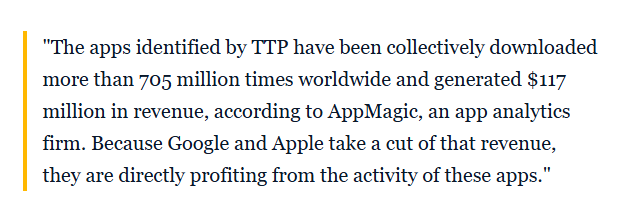 "The apps identified by TTP have been collectively downloaded
more than 705 million times worldwide and generated $117
million in revenue, according to AppMagic, an app analytics
firm. Because Google and Apple take a cut of that revenue,
they are directly profiting from the activity of these apps."